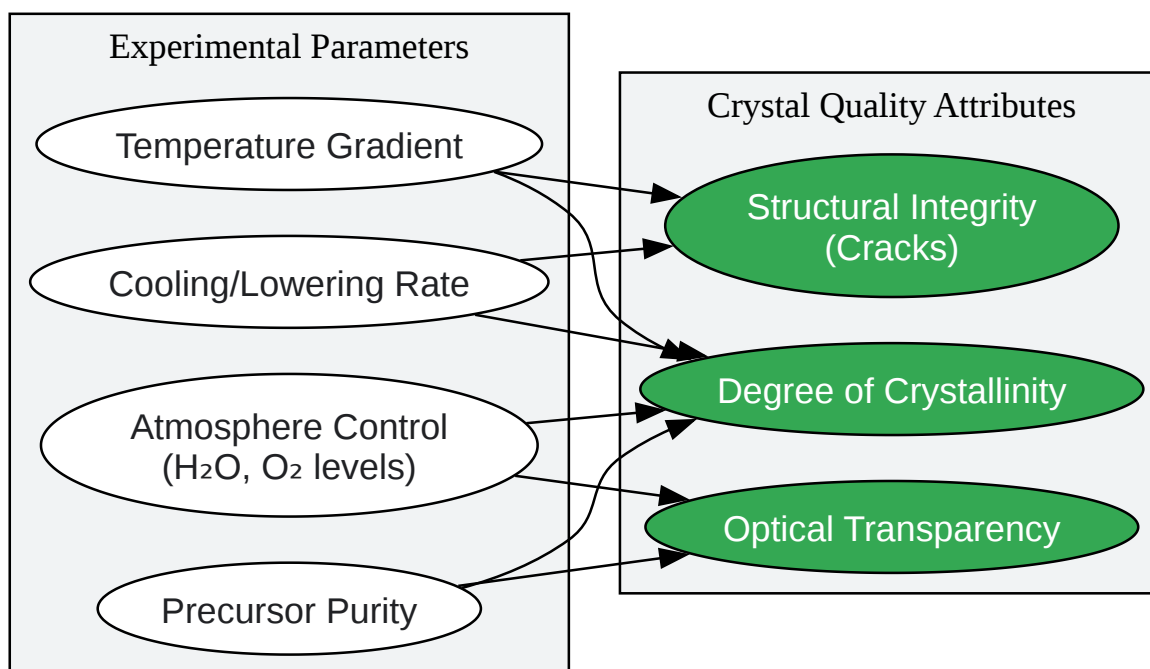 Experimental Parameters
Temperature Gradient
Cooling/Lowering Rate
Atmosphere Control
(H₂O, O₂ levels)
Precursor Purity
Crystal Quality Attributes
Structural Integrity
(Cracks)
Degree of Crystallinity
Optical Transparency